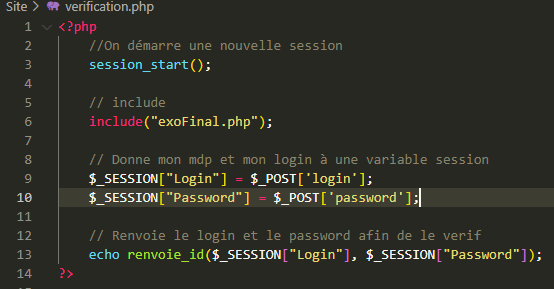 Site > verification.php
1 <?php
2 //On démarre une nouvelle session
3 session_start();
4
5 // include
6 include("exoFinal.php");
7
8 // Donne mon mdp et mon login à une variable session
9 $_SESSION["Login"] = $_POST['login'];
10 $_SESSION["Password"] = $_POST['password'];
11
12 // Renvoie le login et le password afin de le verif
13 echo renvoie_id($_SESSION["Login"], $_SESSION["Password"]);
14 ?>